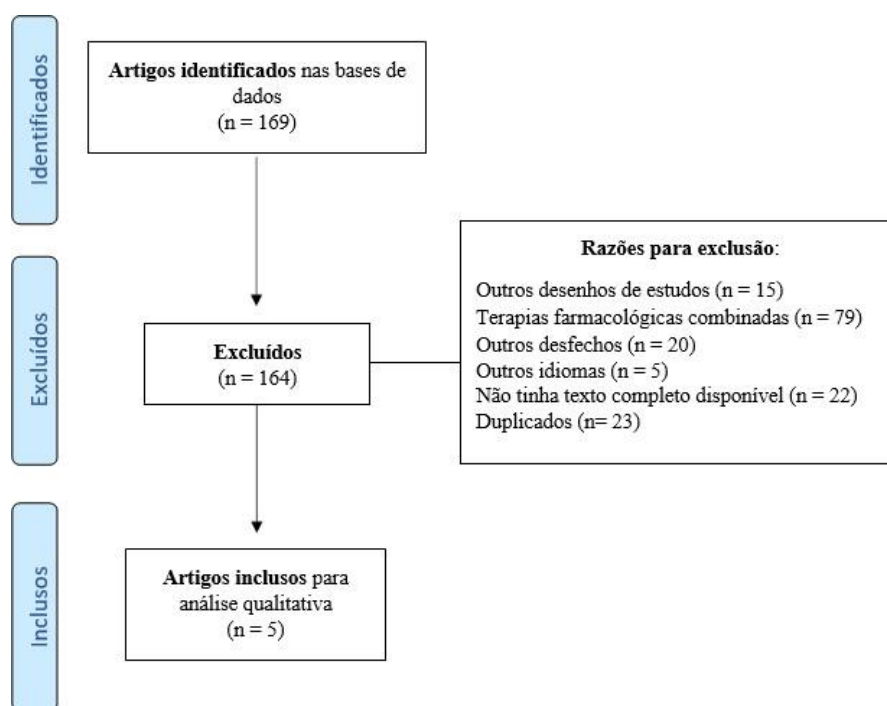 Identificados
Artigos identificados nas bases de
dados
(n = 169)
Excluídos
Excluídos
(n = 164)
Razões para exclusão:
Outros desenhos de estudos (n = 15)
Terapias farmacológicas combinadas (n = 79)
Outros desfechos (n = 20)
Outros idiomas (n = 5)
Não tinha texto completo disponível (n = 22)
Duplicados (n= 23)
Inclusos
Artigos inclusos para
análise qualitativa
(n = 5)